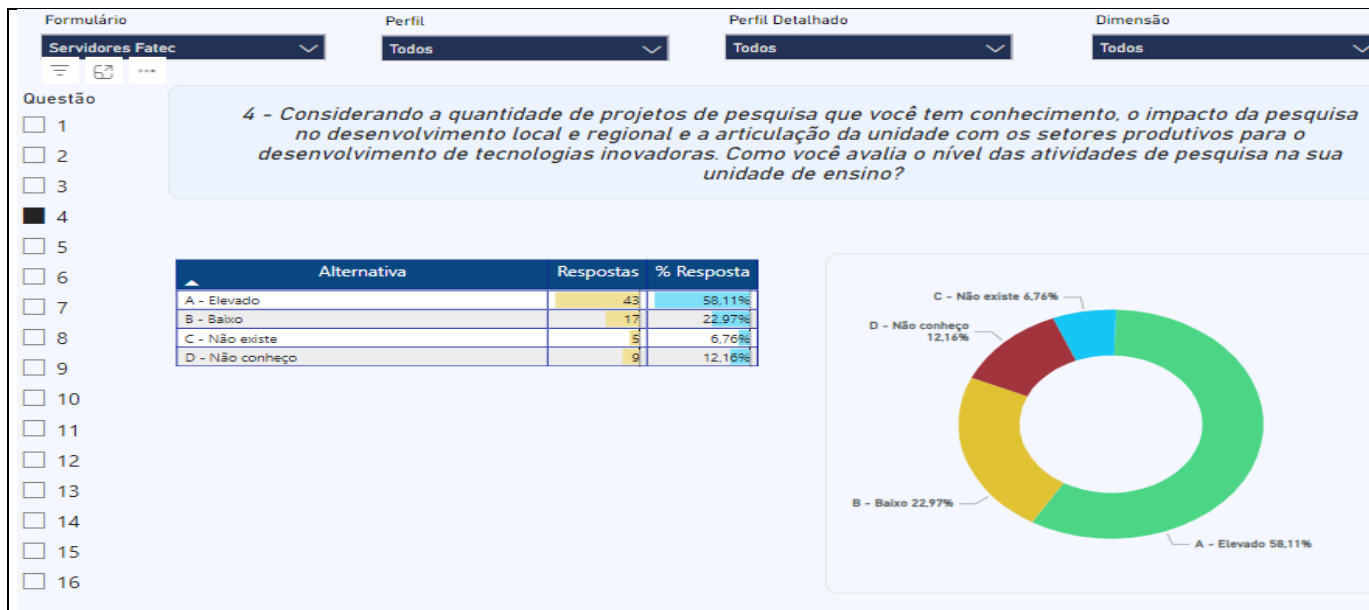 Formulário
Perfil
Perfil Detalhado
Dimensão
Servidores Fatec
Todos
Todos
Todos
Questão
1
2
3
4
5
6
7
8
9
10
11
12
13
14
15
16
4 - Considerando a quantidade de projetos de pesquisa que você tem conhecimento, o impacto da pesquisa
no desenvolvimento local e regional e a articulação da unidade com os setores produtivos para o
desenvolvimento de tecnologias inovadoras. Como você avalia o nível das atividades de pesquisa na sua
unidade de ensino?
Alternativa Respostas % Resposta
A - Elevado 43 58,11%
B - Baixo 17 22,97%
C - Não existe 5 6,76%
D - Não conheço 9 12,16%
C - Não existe 6,76%
D - Não conheço
12,16%
B - Baixo 22,97%
A - Elevado 58,11%